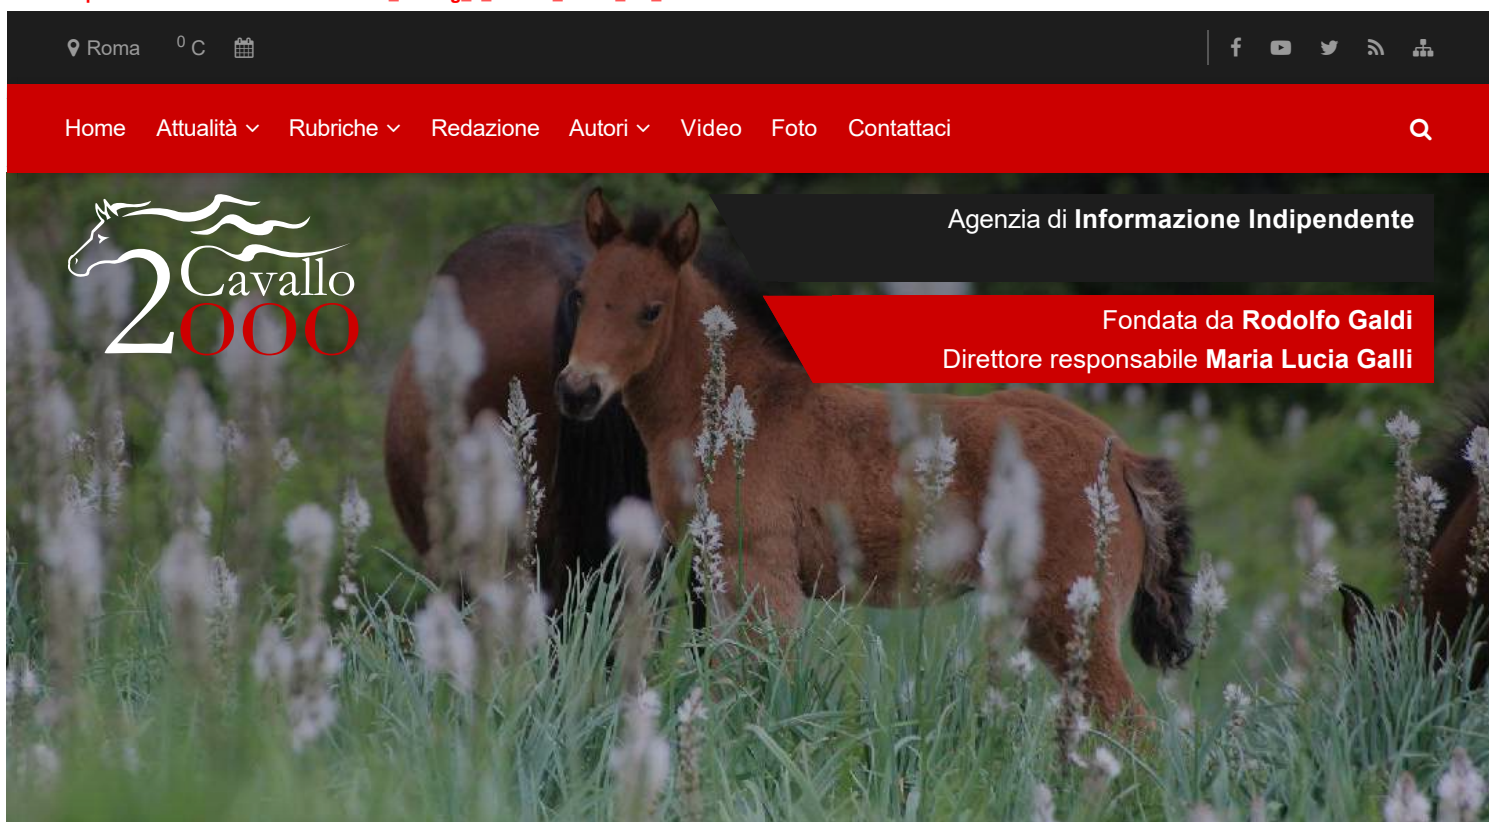 Roma 0 C
Home Attualità Rubriche Redazione Autori Video Foto Contattaci
Cavallo
2000
Agenzia di Informazione Indipendente
Fondata da Rodolfo Galdi
Direttore responsabile Maria Lucia Galli